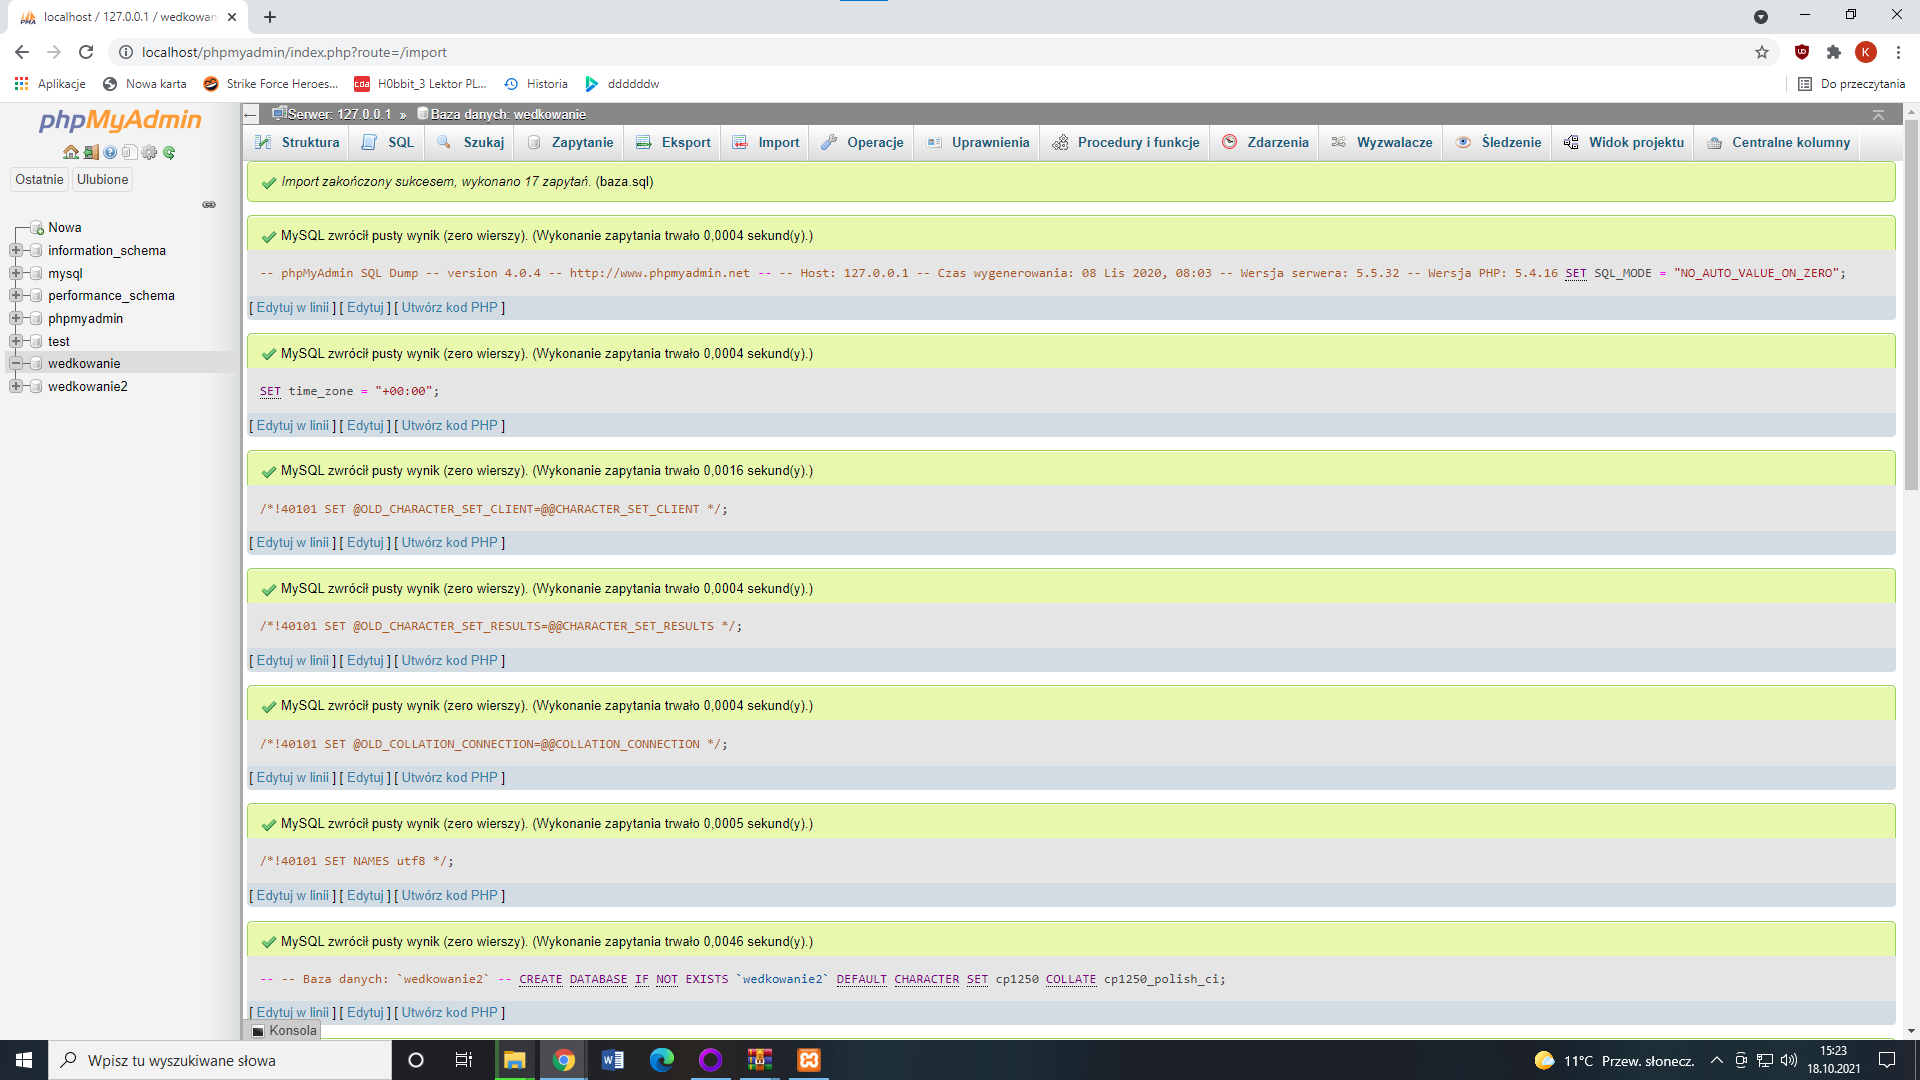 localhost / 127.0.0.1 / wedkowan
localhost/phpmyadmin/index.php?route=/import
K
Aplikacje
Nowa karta
Strike Force Heroes...
cda
H0bbit_3 Lektor PL...
Historia
ddddddw
Do przeczytania
phpMyAdmin
Ostatnie
Ulubione
Nowa
information_schema
mysql
performance_schema
phpmyadmin
test
wedkowanie
wedkowanie2
Serwer: 127.0.0.1 » Baza danych: wedkowanie
Struktura
SQL
Szukaj
Zapytanie
Eksport
Import
Operacje
Uprawnienia
Procedury i funkcje
Zdarzenia
Wyzwalacze
Śledzenie
Widok projektu
Centralne kolumny
Import zakończony sukcesem, wykonano 17 zapytań. (baza.sql)
MySQL zwrócił pusty wynik (zero wierszy). (Wykonanie zapytania trwało 0,0004 sekund(y).)
-- phpMyAdmin SQL Dump -- version 4.0.4 -- http://www.phpmyadmin.net -- -- Host: 127.0.0.1 -- Czas wygenerowania: 08 Lis 2020, 08:03 -- Wersja serwera: 5.5.32 -- Wersja PHP: 5.4.16 SET SQL_MODE = "NO_AUTO_VALUE_ON_ZERO";
[ Edytuj w linii ] [ Edytuj ] [ Utwórz kod PHP ]
MySQL zwrócił pusty wynik (zero wierszy). (Wykonanie zapytania trwało 0,0004 sekund(y).)
SET time_zone = "+00:00";
[ Edytuj w linii ] [ Edytuj ] [ Utwórz kod PHP ]
MySQL zwrócił pusty wynik (zero wierszy). (Wykonanie zapytania trwało 0,0016 sekund(y).)
/*!40101 SET @OLD_CHARACTER_SET_CLIENT=@@CHARACTER_SET_CLIENT */;
[ Edytuj w linii ] [ Edytuj ] [ Utwórz kod PHP ]
MySQL zwrócił pusty wynik (zero wierszy). (Wykonanie zapytania trwało 0,0004 sekund(y).)
/*!40101 SET @OLD_CHARACTER_SET_RESULTS=@@CHARACTER_SET_RESULTS */;
[ Edytuj w linii ] [ Edytuj ] [ Utwórz kod PHP ]
MySQL zwrócił pusty wynik (zero wierszy). (Wykonanie zapytania trwało 0,0004 sekund(y).)
/*!40101 SET @OLD_COLLATION_CONNECTION=@@COLLATION_CONNECTION */;
[ Edytuj w linii ] [ Edytuj ] [ Utwórz kod PHP ]
MySQL zwrócił pusty wynik (zero wierszy). (Wykonanie zapytania trwało 0,0005 sekund(y).)
/*!40101 SET NAMES utf8 */;
[ Edytuj w linii ] [ Edytuj ] [ Utwórz kod PHP ]
MySQL zwrócił pusty wynik (zero wierszy). (Wykonanie zapytania trwało 0,0046 sekund(y).)
-- -- Baza danych: `wedkowanie2` -- CREATE DATABASE IF NOT EXISTS `wedkowanie2` DEFAULT CHARACTER SET cp1250 COLLATE cp1250_polish_ci;
[ Edytuj w linii ] [ Edytuj ] [ Utwórz kod PHP ]
Konsola
Wpisz tu wyszukiwane słowa
11°C Przew. słonecz.
15:23
18.10.2021